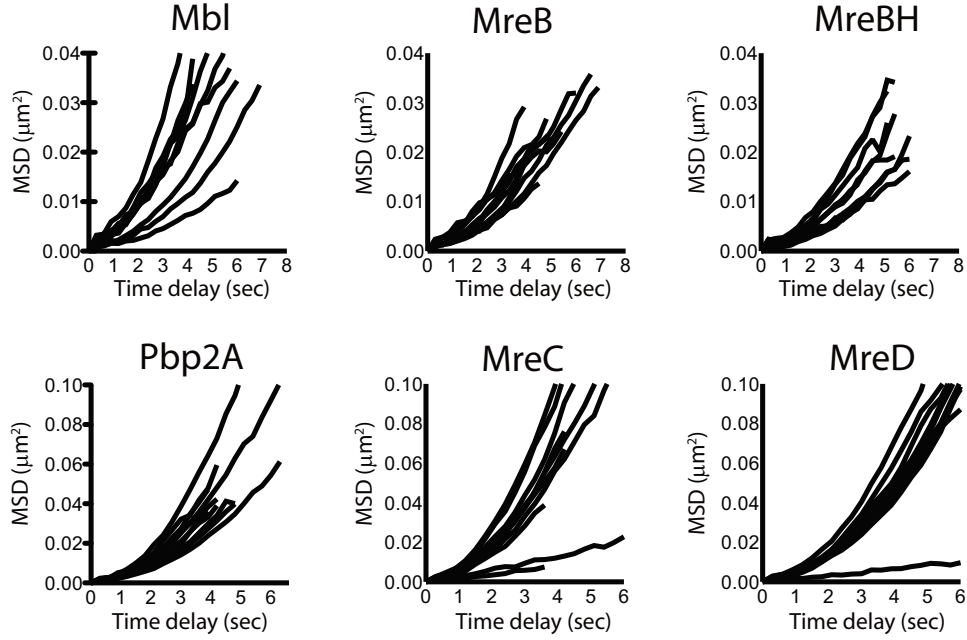 Mbl
MreB
MreBH
0.04
0.03
0.02
0.01
0.00
MSD (μm²)
0 1 2 3 4 5 6 7 8
Time delay (sec)
0.04
0.03
0.02
0.01
0.00
MSD (μm²)
0 1 2 3 4 5 6 7 8
Time delay (sec)
0.04
0.03
0.02
0.01
0.00
MSD (μm²)
0 1 2 3 4 5 6 7 8
Time delay (sec)
Pbp2A
MreC
MreD
0.10
0.08
0.06
0.04
0.02
0.00
MSD (μm²)
0 1 2 3 4 5 6
Time delay (sec)
0.10
0.08
0.06
0.04
0.02
0.00
MSD (μm²)
0 1 2 3 4 5 6
Time delay (sec)
0.10
0.08
0.06
0.04
0.02
0.00
MSD (μm²)
0 1 2 3 4 5 6
Time delay (sec)